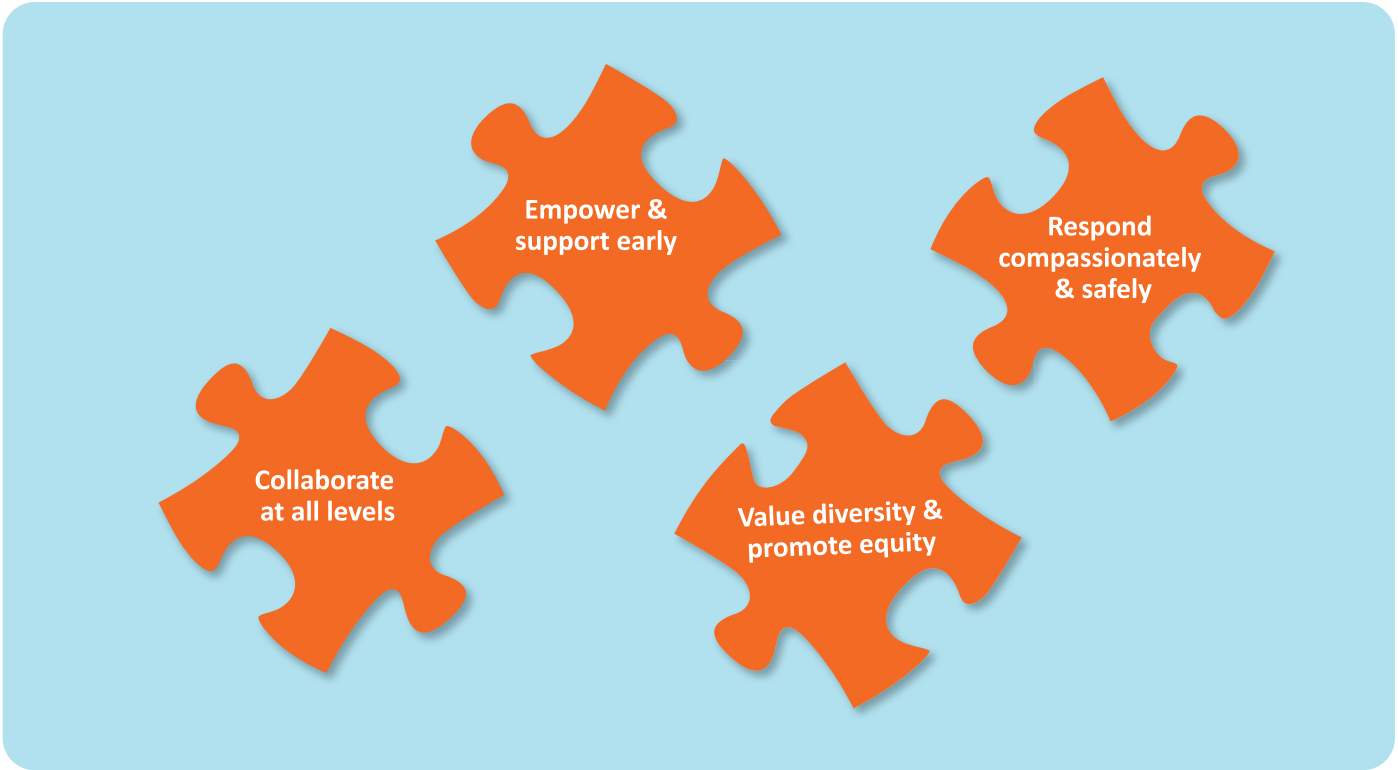 Empower &
support early
Respond
compassionately
& safely
Collaborate
at all levels
Value diversity &
promote equity